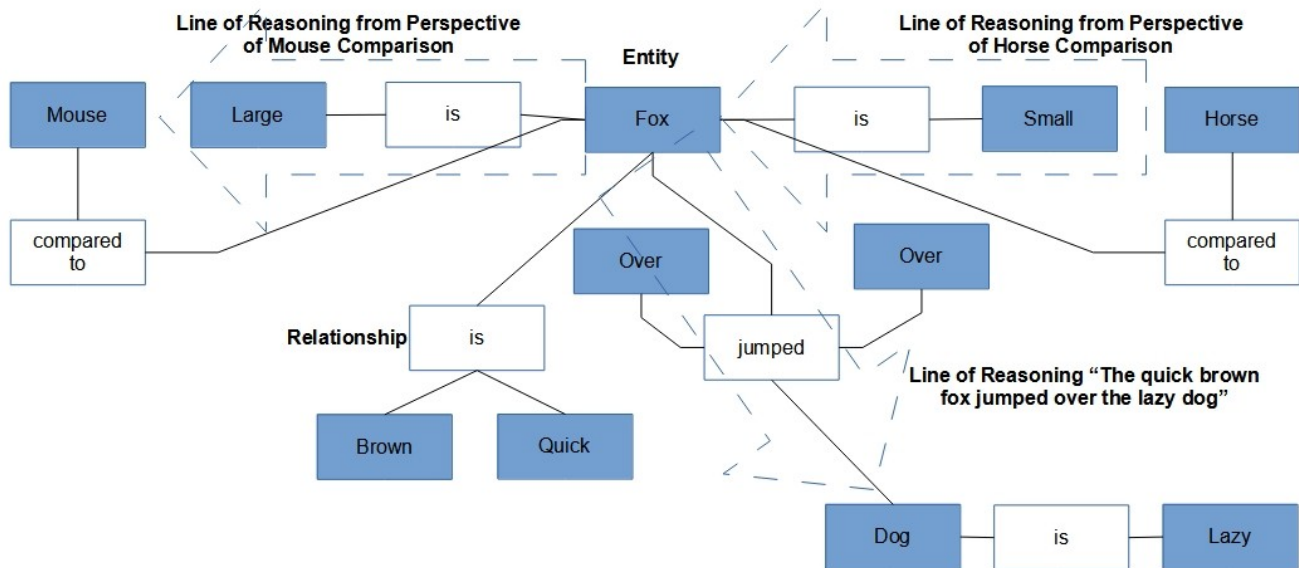 Line of Reasoning from Perspective
of Mouse Comparison
Line of Reasoning from Perspective
of Horse Comparison
Entity
Mouse
Large
is
Fox
is
Small
Horse
compared
to
Over
Over
compared
to
Relationship
is
jumped
Line of Reasoning “The quick brown
fox jumped over the lazy dog”
Brown
Quick
Dog
is
Lazy